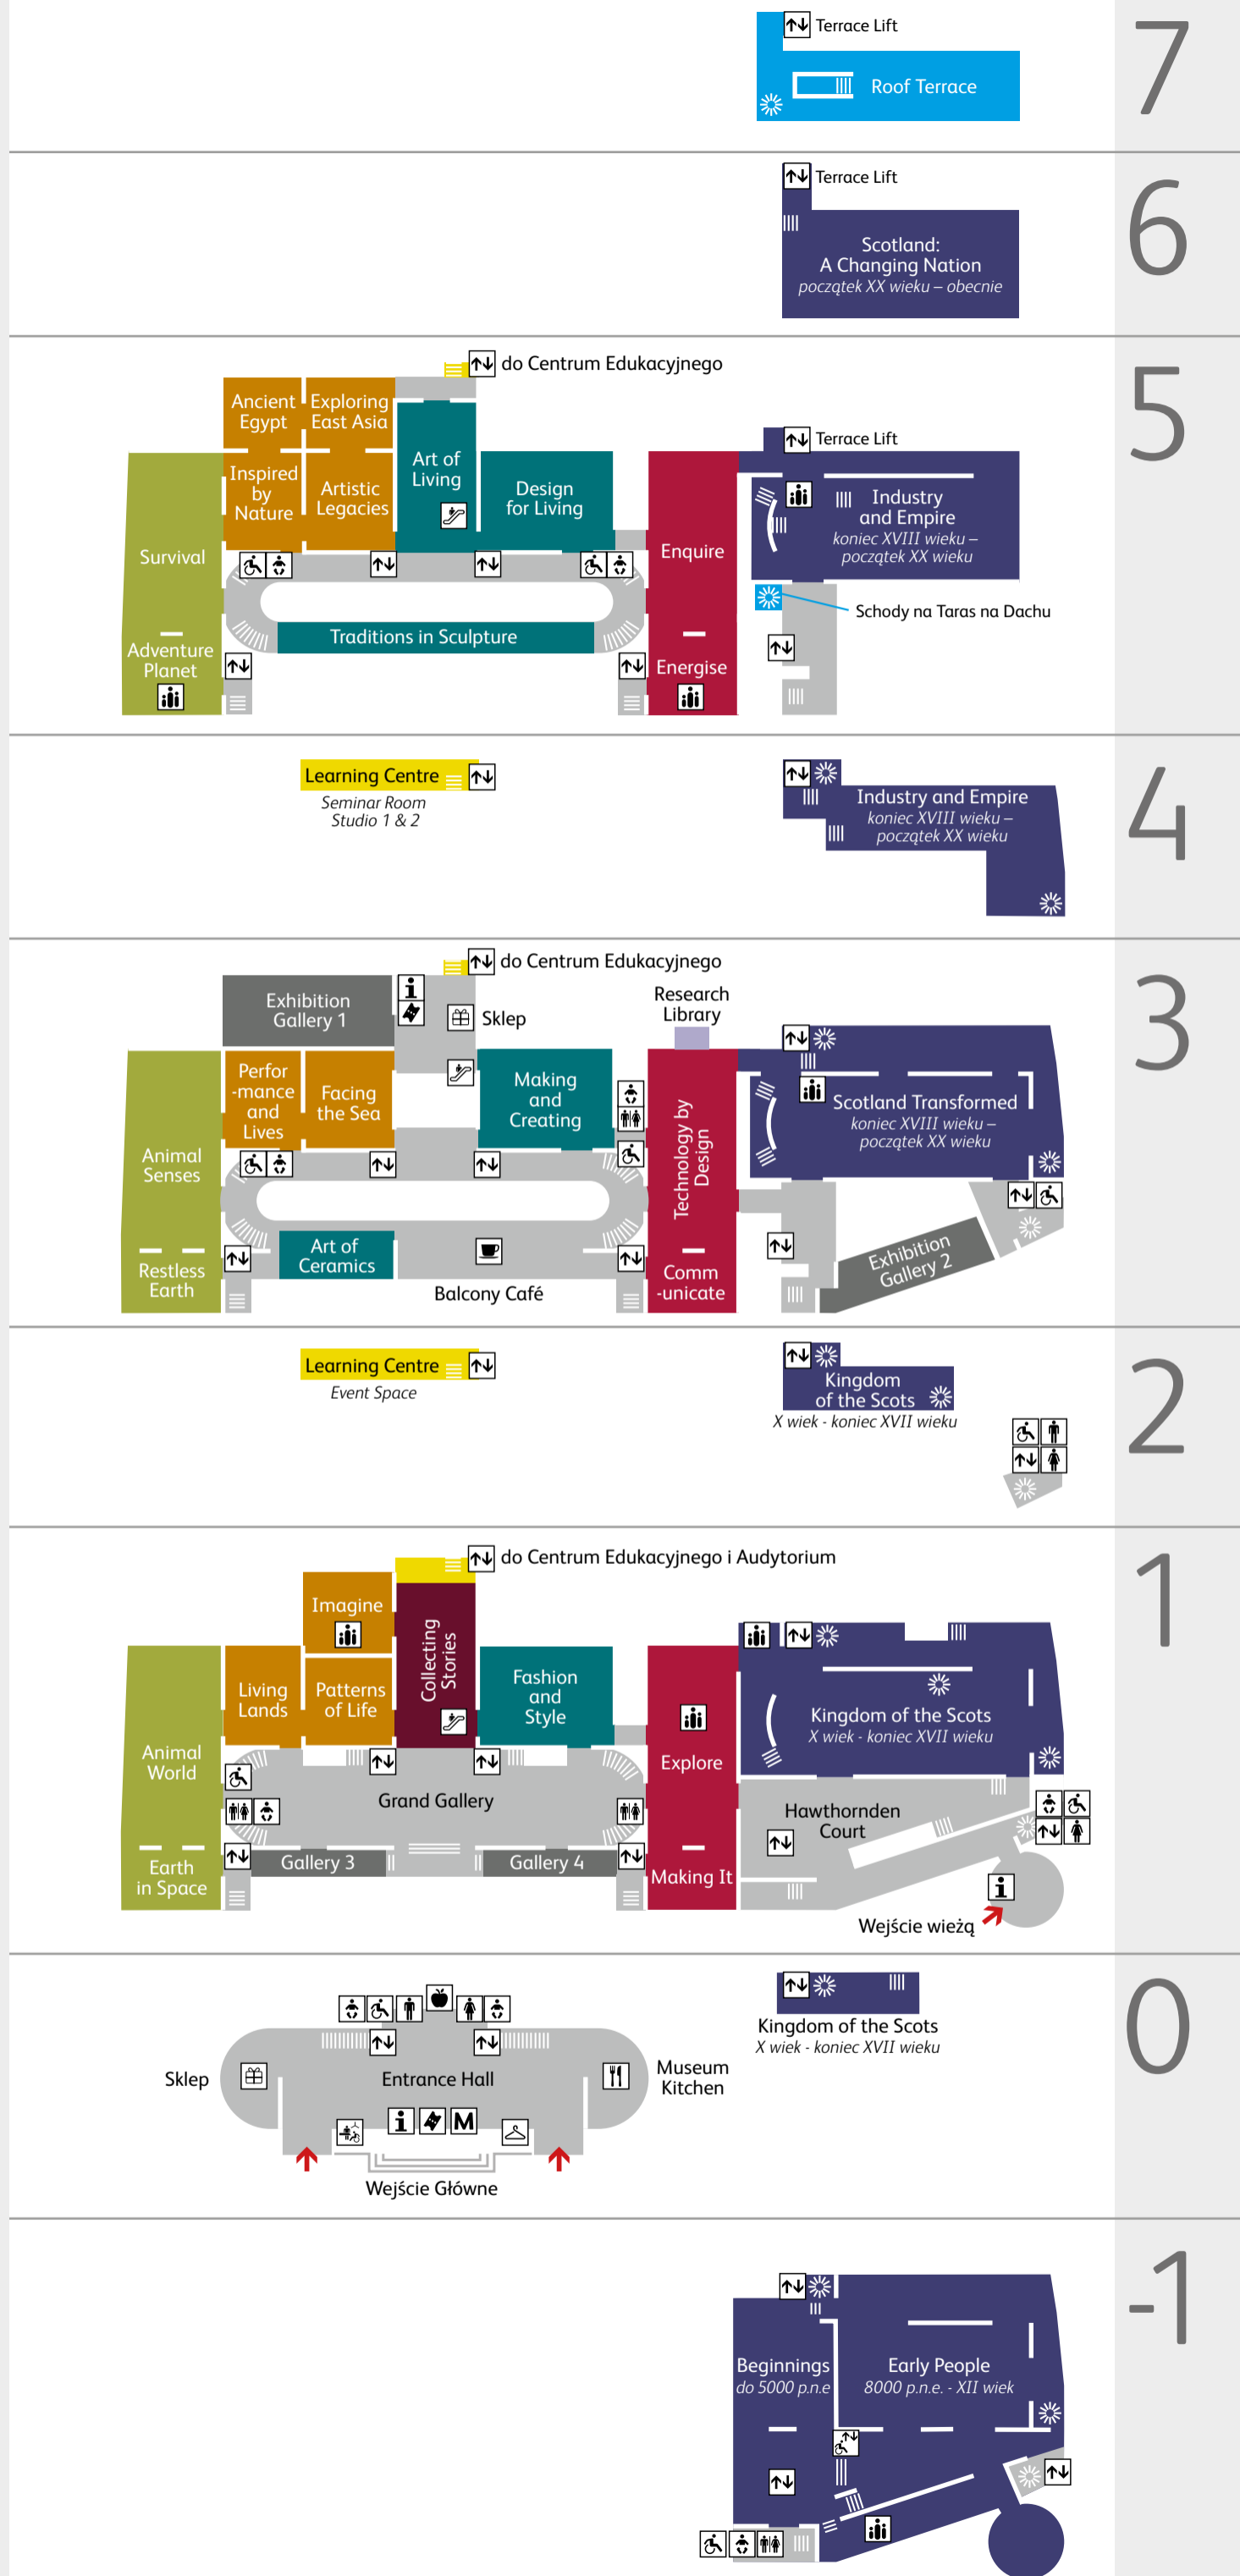 7
Terrace Lift
Roof Terrace
6
Terrace Lift
Scotland:
A Changing Nation
początek XX wieku – obecnie
5
do Centrum Edukacyjnego
Ancient
Egypt
Exploring
East Asia
Art of
Living
Inspired
by
Nature
Artistic
Legacies
Design
for Living
Survival
Adventure
Planet
Traditions in Sculpture
Enquire
Energise
Terrace Lift
Industry
and Empire
koniec XVIII wieku –
początek XX wieku
Schody na Taras na Dachu
4
Learning Centre
Seminar Room
Studio 1 & 2
Industry and Empire
koniec XVIII wieku –
początek XX wieku
3
do Centrum Edukacyjnego
Exhibition
Gallery 1
Sklep
Research
Library
Perfor
-mance
and
Lives
Facing
the Sea
Making
and
Creating
Animal
Senses
Restless
Earth
Art of
Ceramics
Balcony Café
Technology by
Design
Comm
-unicate
Scotland Transformed
koniec XVIII wieku –
początek XX wieku
Exhibition
Gallery 2
2
Learning Centre
Event Space
Kingdom
of the Scots
X wiek - koniec XVII wieku
1
do Centrum Edukacyjnego i Audytorium
Imagine
Collecting
Stories
Living
Lands
Patterns
of Life
Fashion
and
Style
Animal
World
Earth
in Space
Grand Gallery
Gallery 3
Gallery 4
Explore
Making It
Kingdom of the Scots
X wiek - koniec XVII wieku
Hawthornden
Court
Wejście wieżą
0
Sklep
Entrance Hall
M
Museum
Kitchen
Wejście Główne
Kingdom of the Scots
X wiek - koniec XVII wieku
-1
Beginnings
do 5000 p.n.e
Early People
8000 p.n.e. - XII wiek